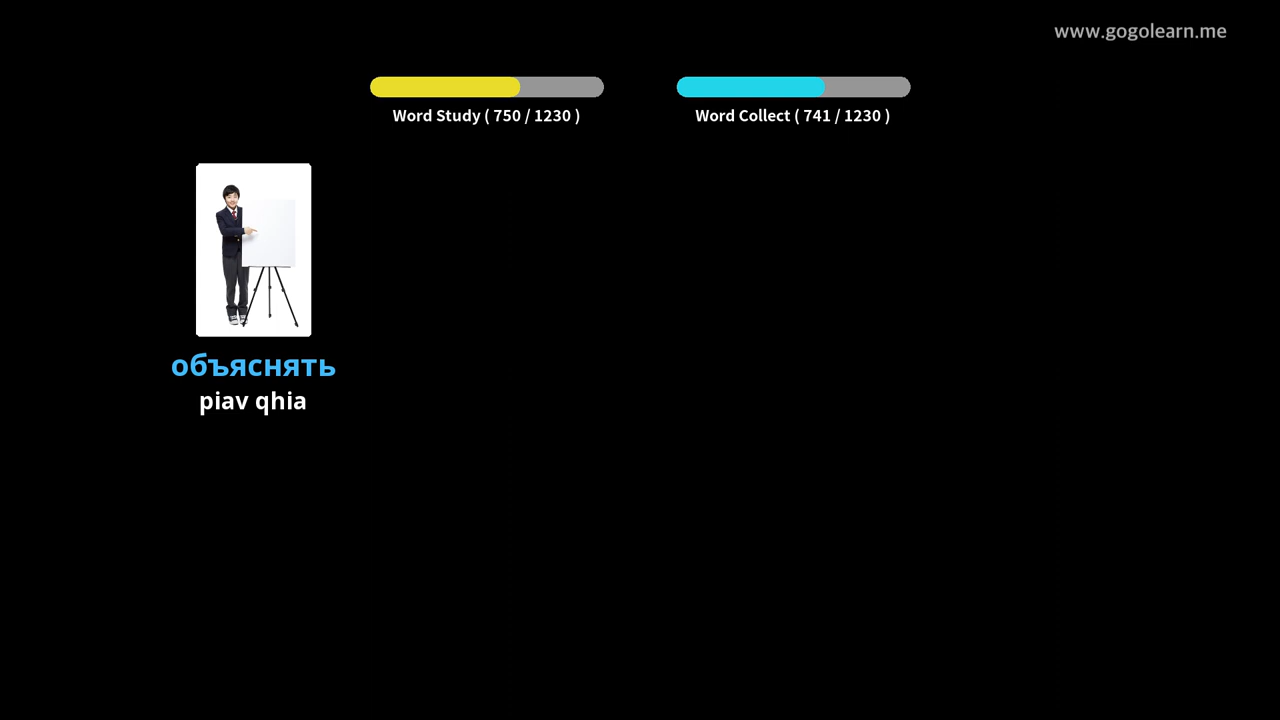 www.gogolearn.me
Word Study ( 750 / 1230 )
Word Collect ( 741 / 1230 )
объяснять
piav qhia